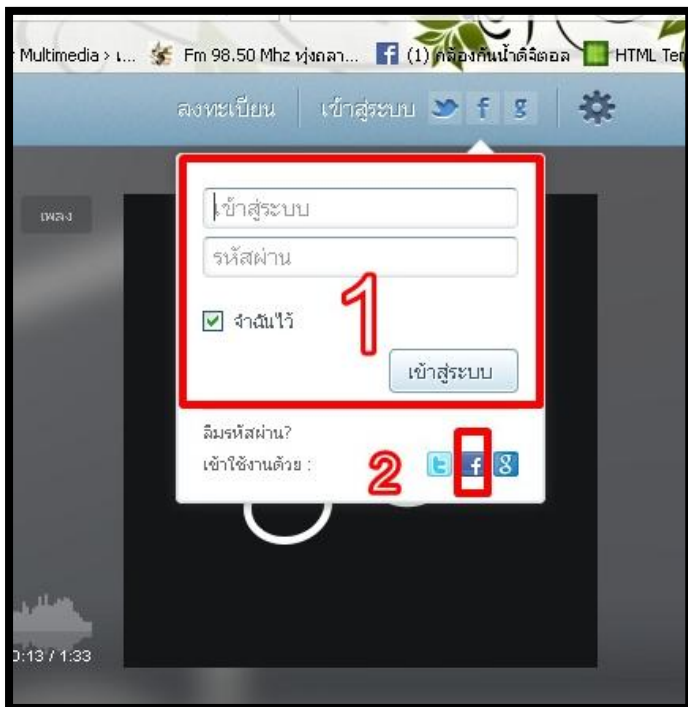 Multimedia > เ... Fm 98.50 Mhz ทุ่งกลา... (1) กล้องกันน้ำดิจิตอล HTML Ter
ลงทะเบียน เข้าสู่ระบบ
เพลง
เข้าสู่ระบบ
รหัสผ่าน
1
จำฉันไว้
เข้าสู่ระบบ
ลืมรหัสผ่าน?
เข้าใช้งานด้วย :
2
0:13 / 1:33